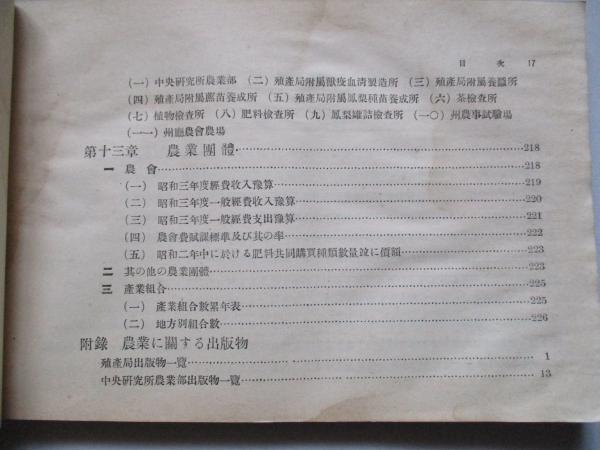 目次 17
(一) 中央研究所農業部 (二) 殖產局附屬獸疫血淸製造所 (三) 殖產局附屬養蠶所
(四) 殖產局附屬蔗苗養成所 (五) 殖產局附屬鳳梨種苗養成所 (六) 茶檢查所
(七) 植物檢查所 (八) 肥料檢查所 (九) 鳳梨罐詰檢查所 (一〇) 州農事試驗場
(一一) 州廳農會農場
第十三章 農業團體 218
一 農會 218
(一) 昭和三年度經費收入豫算 219
(二) 昭和三年度一般經費收入豫算 220
(三) 昭和三年度一般經費支出豫算 221
(四) 農會費賦課標準及び其の率 222
(五) 昭和二年中に於ける肥料共同購買種類數量竝に價額 223
二 其の他の農業團體 223
三 產業組合 225
(一) 產業組合數累年表 225
(二) 地方別組合數 226
附錄 農業に關する出版物
殖產局出版物一覽 1
中央硏究所農業部出版物一覽 13